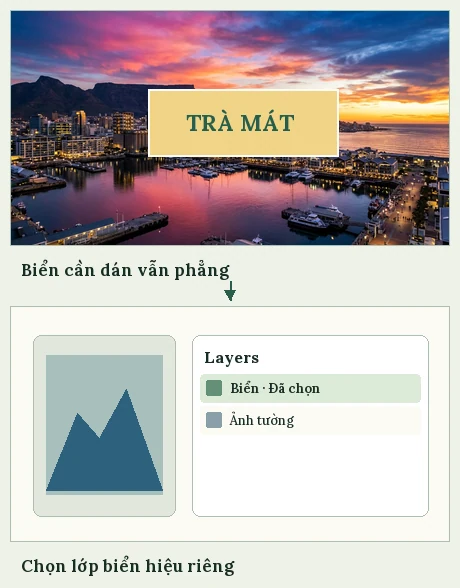 TRÀ MÁT
Biển cần dán vẫn phẳng
Layers
Biển · Đã chọn
Ảnh tường
Chọn lớp biển hiệu riêng